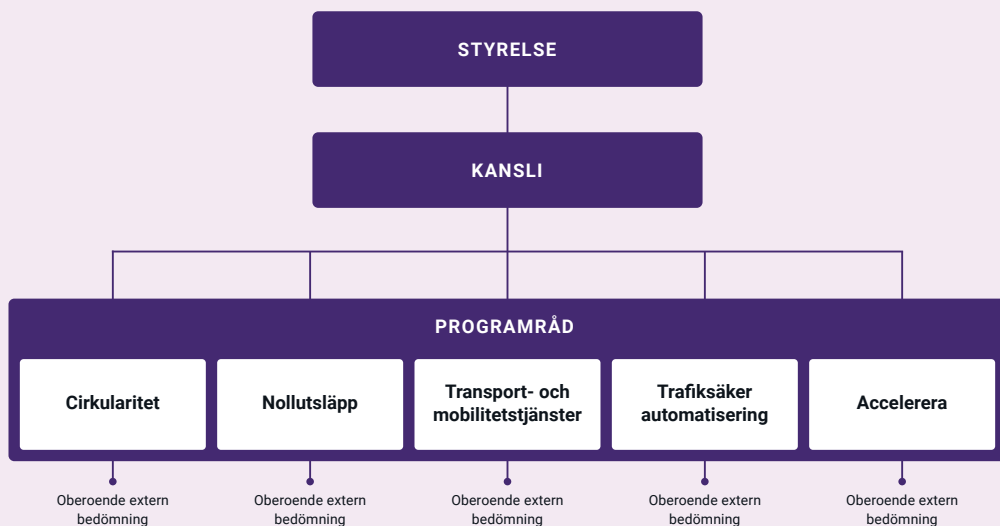 STYRELSE
KANSLI
PROGRAMRÅD
Cirkularitet
Nollutsläpp
Transport- och
mobilitetstjänster
Trafiksäker
automatisering
Accelerera
Oberoende extern
bedömning
Oberoende extern
bedömning
Oberoende extern
bedömning
Oberoende extern
bedömning
Oberoende extern
bedömning